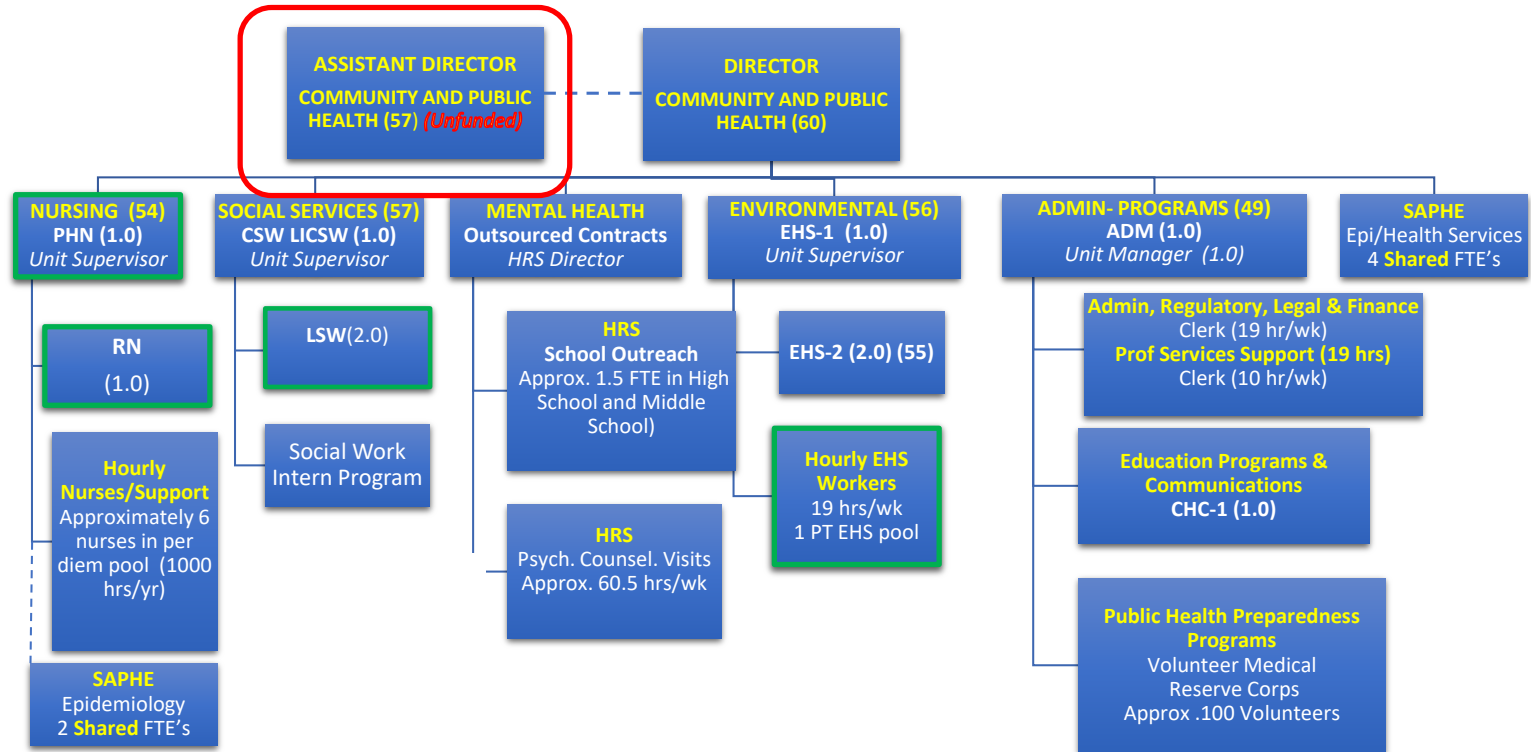 ASSISTANT DIRECTOR
COMMUNITY AND PUBLIC
HEALTH (57) (Unfunded)
DIRECTOR
COMMUNITY AND PUBLIC
HEALTH (60)
NURSING (54)
PHN (1.0)
Unit Supervisor
SOCIAL SERVICES (57)
CSW LICSW (1.0)
Unit Supervisor
MENTAL HEALTH
Outsourced Contracts
HRS Director
ENVIRONMENTAL (56)
EHS-1 (1.0)
Unit Supervisor
ADMIN- PROGRAMS (49)
ADM (1.0)
Unit Manager (1.0)
SAPHE
Epi/Health Services
4 Shared FTE's
RN
(1.0)
Hourly
Nurses/Support
Approximately 6
nurses in per
diem pool (1000
hrs/yr)
SAPHE
Epidemiology
2 Shared FTE's
LSW(2.0)
Social Work
Intern Program
HRS
School Outreach
Approx. 1.5 FTE in High
School and Middle
School)
HRS
Psych. Counsel. Visits
Approx. 60.5 hrs/wk
EHS-2 (2.0) (55)
Hourly EHS
Workers
19 hrs/wk
1 PT EHS pool
Admin, Regulatory, Legal & Finance
Clerk (19 hr/wk)
Prof Services Support (19 hrs)
Clerk (10 hr/wk)
Education Programs &
Communications
CHC-1 (1.0)
Public Health Preparedness
Programs
Volunteer Medical
Reserve Corps
Approx .100 Volunteers